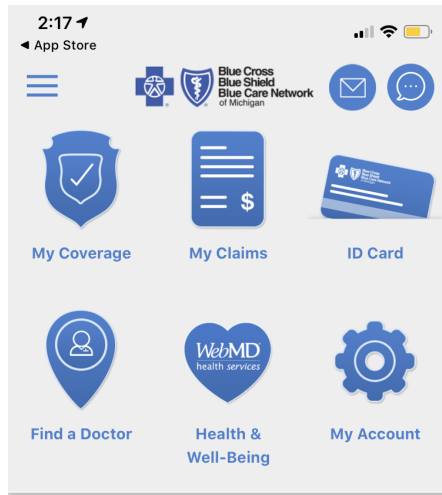 2:17
◀ App Store
Blue Cross
Blue Shield
Blue Care Network
of Michigan
$
My Coverage
My Claims
ID Card
WebMD
health services
Find a Doctor
Health &
Well-Being
My Account